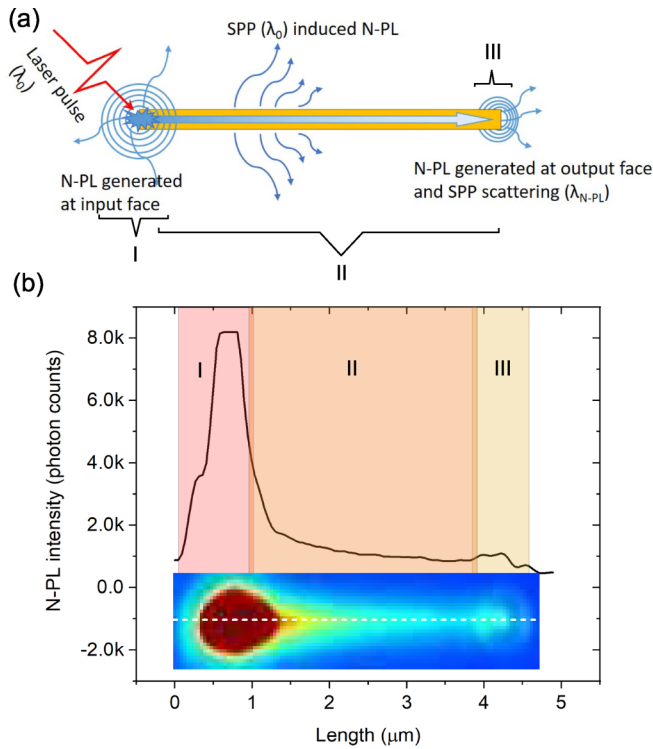 (a)
SPP (λ₀) induced N-PL
III
Laser pulse
(λ₀)
N-PL generated
at input face
N-PL generated at output face
and SPP scattering (λN-PL)
I
II
(b)
8.0k
6.0k
4.0k
2.0k
0.0
-2.0k
N-PL intensity (photon counts)
I
II
III
0
1
2
3
4
5
Length (μm)